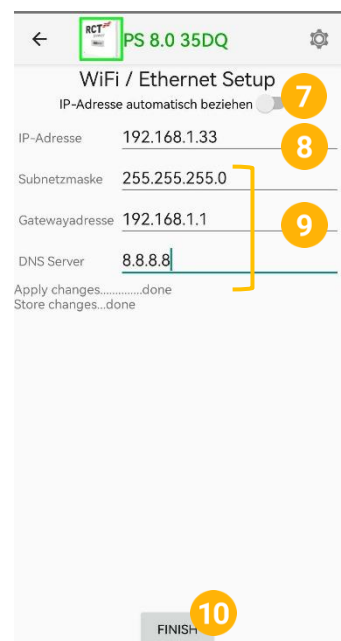 RCT
PS 8.0 35DQ
WiFi / Ethernet Setup
IP-Adresse automatisch beziehen 7
IP-Adresse 192.168.1.33 8
Subnetzmaske 255.255.255.0
Gatewayadresse 192.168.1.1 9
DNS Server 8.8.8.8
Apply changes.............done
Store changes...done
FINISH 10